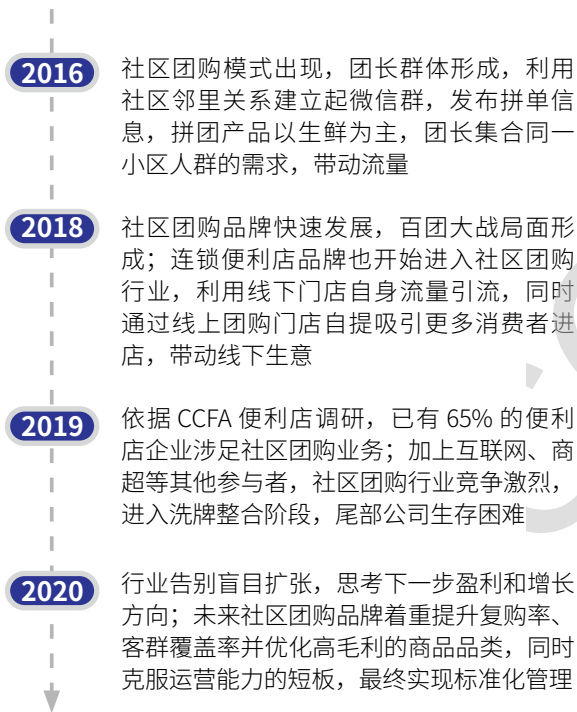 2016
社区团购模式出现，团长群体形成，利用
社区邻里关系建立起微信群，发布拼单信
息，拼团产品以生鲜为主，团长集合同一
小区人群的需求，带动流量
2018
社区团购品牌快速发展，百团大战局面形
成；连锁便利店品牌也开始进入社区团购
行业，利用线下门店自身流量引流，同时
通过线上团购门店自提吸引更多消费者进
店，带动线下生意
2019
依据 CCFA 便利店调研，已有 65% 的便利
店企业涉足社区团购业务；加上互联网、商
超等其他参与者，社区团购行业竞争激烈，
进入洗牌整合阶段，尾部公司生存困难
2020
行业告别盲目扩张，思考下一步盈利和增长
方向；未来社区团购品牌着重提升复购率、
客群覆盖率并优化高毛利的商品品类，同时
克服运营能力的短板，最终实现标准化管理